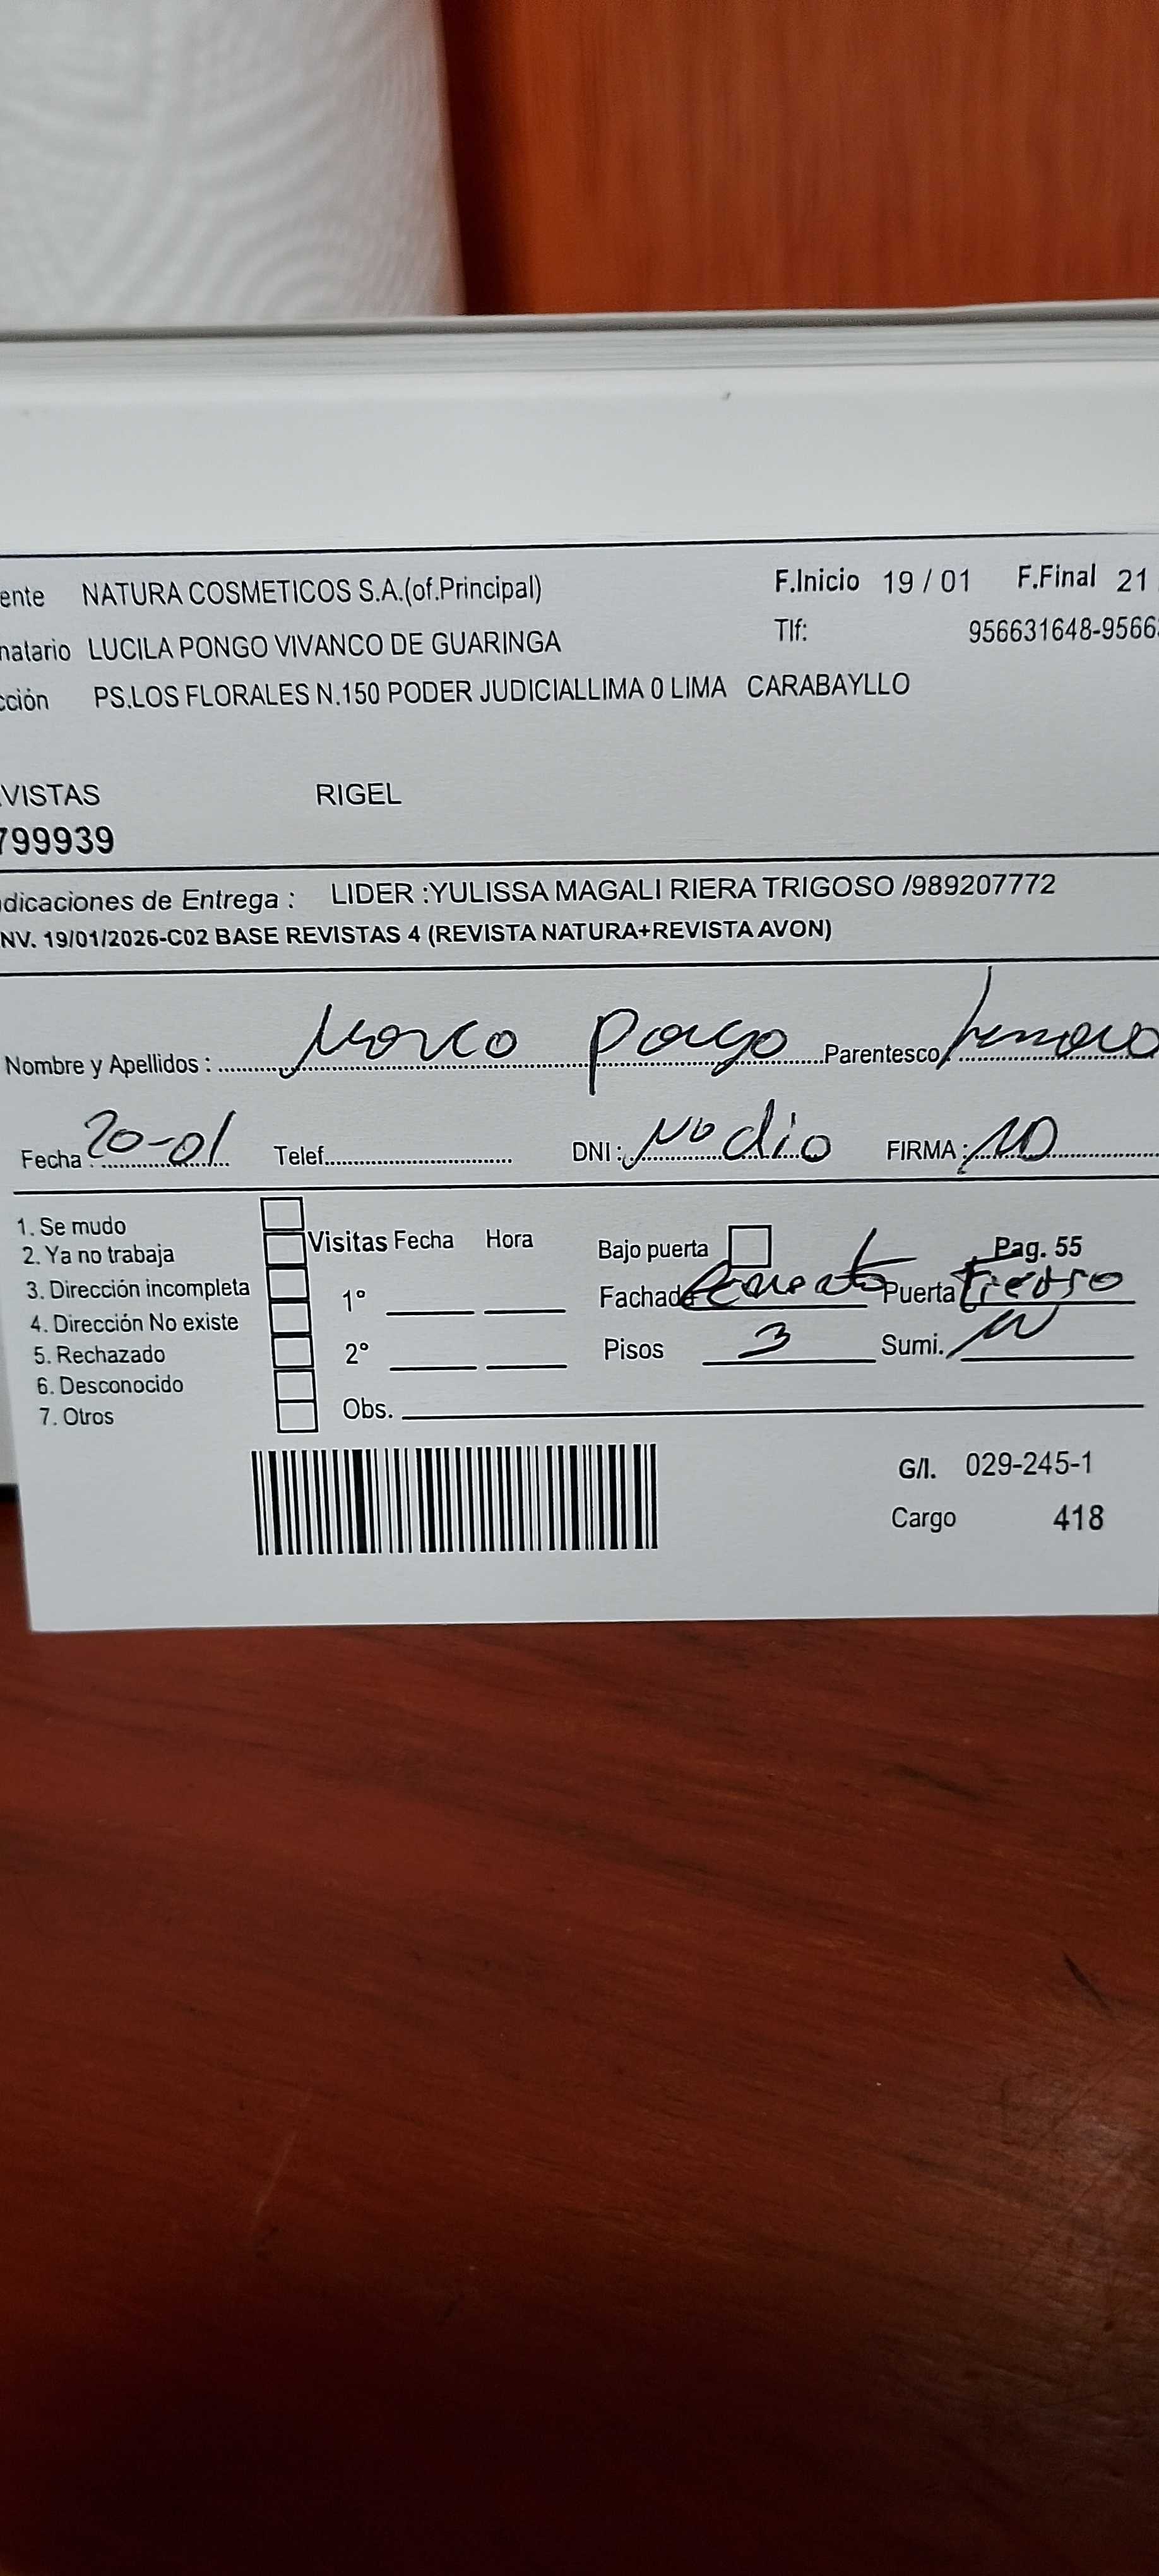 ente NATURA COSMETICOS S.A.(of.Principal) F.Inicio 19 / 01 F.Final 21
natario LUCILA PONGO VIVANCO DE GUARINGA Tlf: 956631648-9566
cción PS.LOS FLORALES N.150 PODER JUDICIALLIMA 0 LIMA CARABAYLLO
VISTAS RIGEL
799939
dicaciones de Entrega : LIDER :YULISSA MAGALI RIERA TRIGOSO /989207772
NV. 19/01/2026-C02 BASE REVISTAS 4 (REVISTA NATURA+REVISTA AVON)
Nombre y Apellidos : Marco Pongo Parentesco hermano
Fecha : 20-01 Telef. DNI : No dio FIRMA :
1. Se mudo
2. Ya no trabaja Visitas Fecha Hora Bajo puerta Pag. 55
3. Dirección incompleta 1° Fachada Puerta
4. Dirección No existe
5. Rechazado 2° Pisos 3 Sumi.
6. Desconocido
7. Otros Obs.
G/I. 029-245-1
Cargo 418